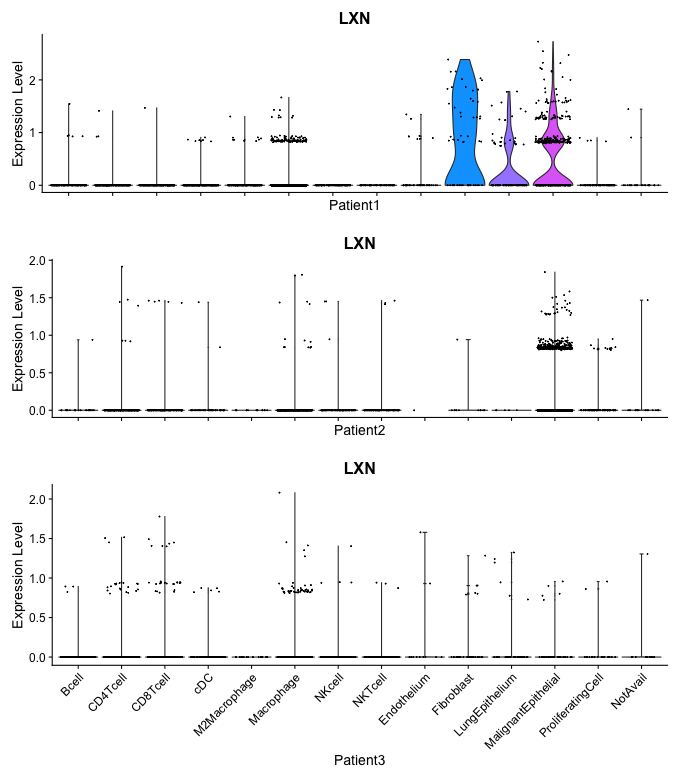 LXN
Expression Level
2
1
0
Patient1
LXN
Expression Level
2.0
1.5
1.0
0.5
0.0
Patient2
LXN
Expression Level
2.0
1.5
1.0
0.5
0.0
Bcell
CD4Tcell
CD8Tcell
cDC
M2Macrophage
Macrophage
NKcell
NKTcell
Endothelium
Fibroblast
LungEpithelium
MalignantEpithelial
ProliferatingCell
NotAvail
Patient3